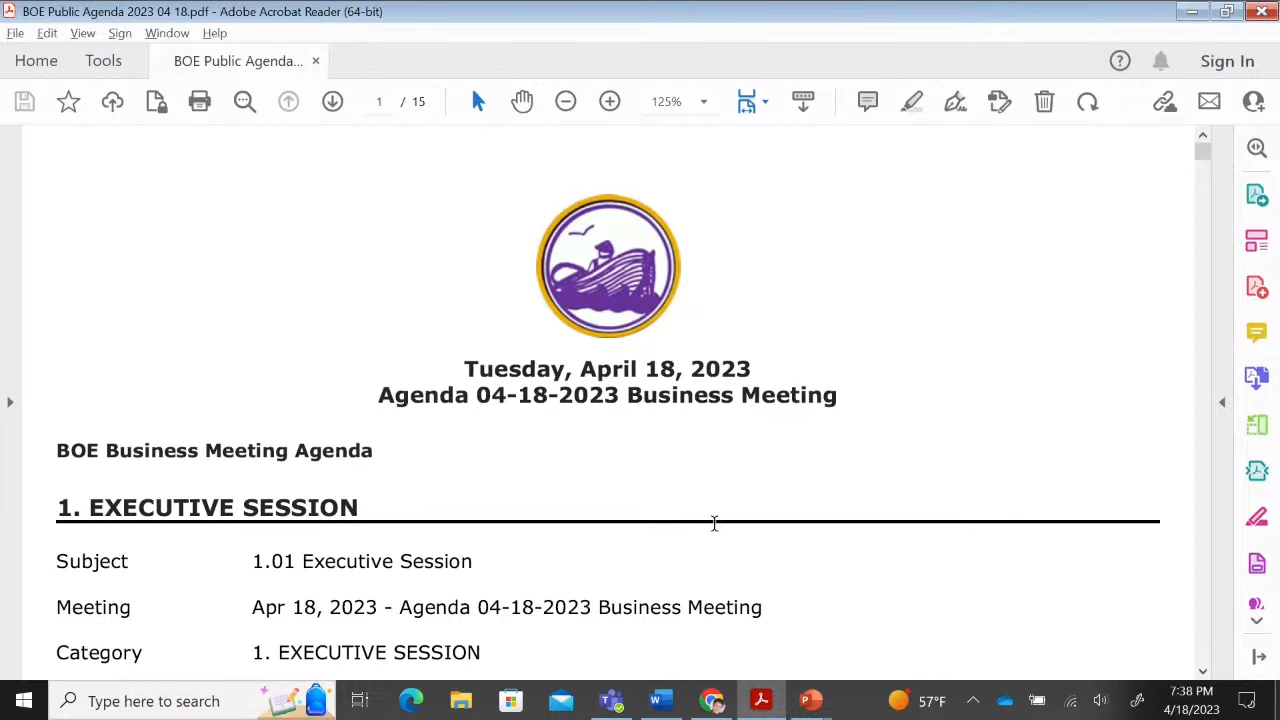 BOE Public Agenda 2023 04 18.pdf - Adobe Acrobat Reader (64-bit)
File Edit View Sign Window Help
Home Tools BOE Public Agenda... × Sign In
1 / 15 125%
Tuesday, April 18, 2023
Agenda 04-18-2023 Business Meeting
BOE Business Meeting Agenda
1. EXECUTIVE SESSION
Subject 1.01 Executive Session
Meeting Apr 18, 2023 - Agenda 04-18-2023 Business Meeting
Category 1. EXECUTIVE SESSION
Type here to search 57°F 7:38 PM
4/18/2023